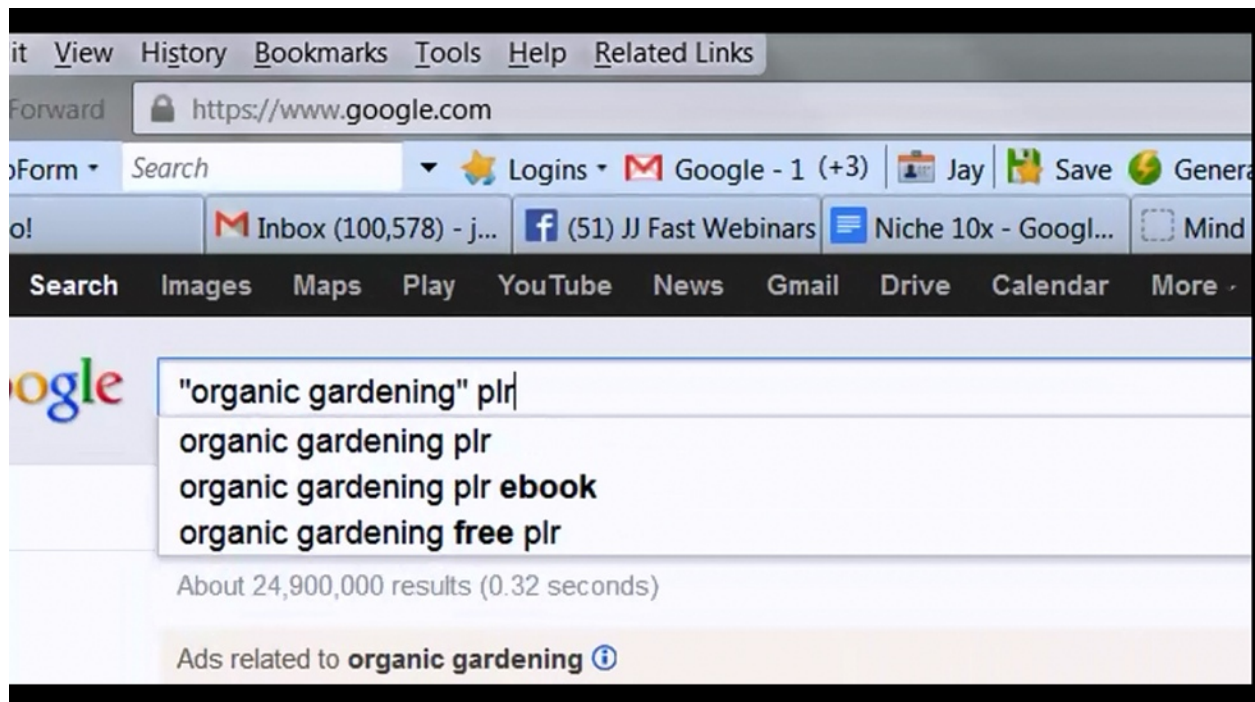 it View History Bookmarks Tools Help Related Links
Forward https://www.google.com
oForm Search Logins Google - 1 (+3) Jay Save Genera
o! Inbox (100,578) - j... (51) JJ Fast Webinars Niche 10x - Googl... Mind
Search Images Maps Play YouTube News Gmail Drive Calendar More
ogle "organic gardening" plr
organic gardening plr
organic gardening plr ebook
organic gardening free plr
About 24,900,000 results (0.32 seconds)
Ads related to organic gardening